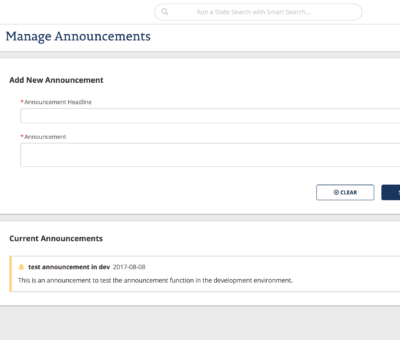 Run a State Search with Smart Search...
Manage Announcements
Add New Announcement
*Announcement Headline
*Announcement
CLEAR
Current Announcements
test announcement in dev 2017-08-08
This is an announcement to test the announcement function in the development environment.